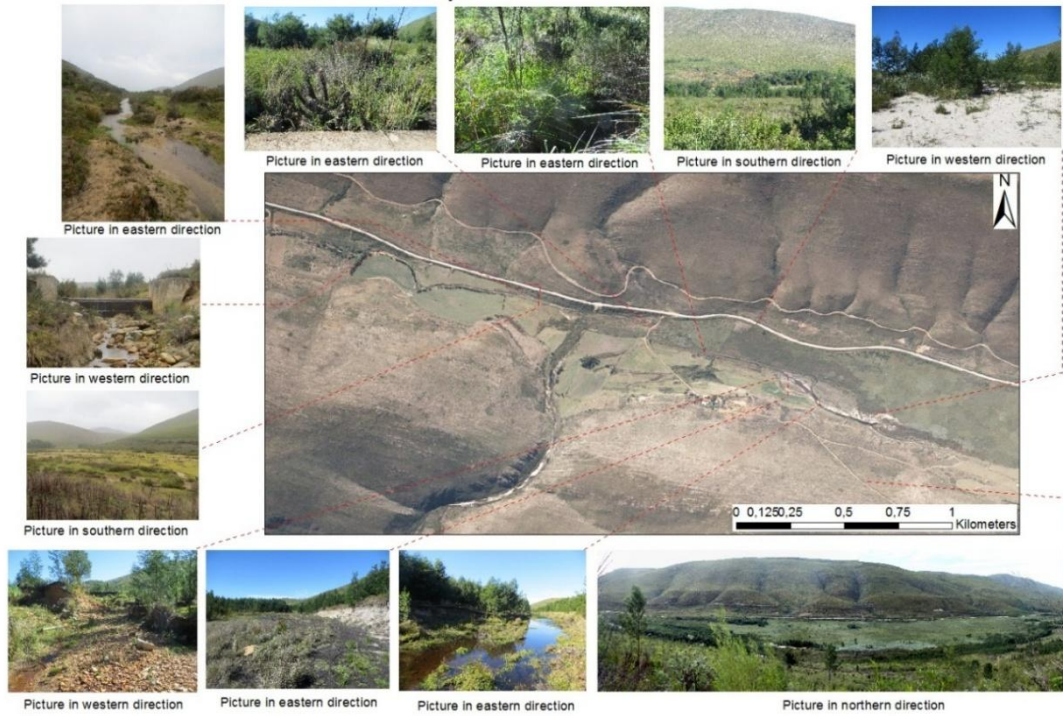 Picture in eastern direction
Picture in eastern direction
Picture in southern direction
Picture in western direction
Picture in eastern direction
N
Picture in western direction
Picture in southern direction
0 0,1250,25 0,5 0,75 1
Kilometers
Picture in western direction
Picture in eastern direction
Picture in eastern direction
Picture in northern direction